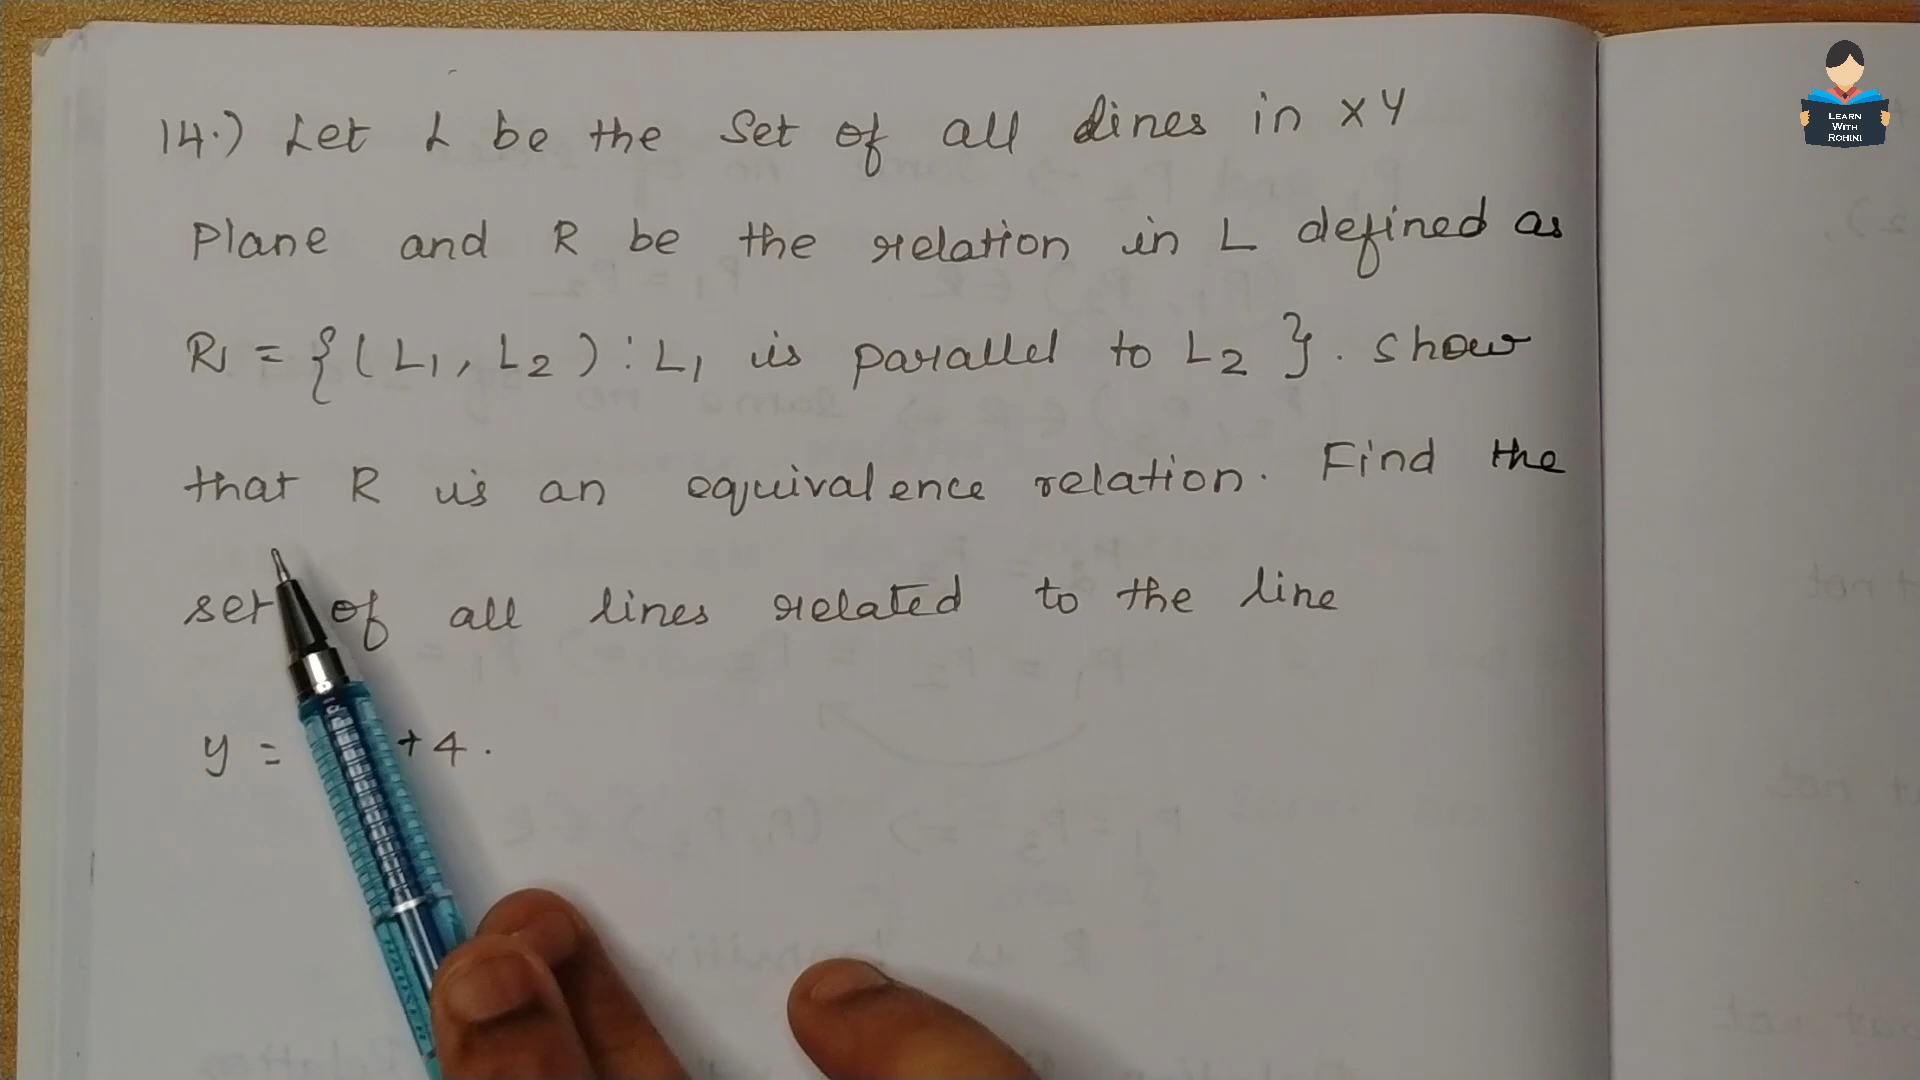 14.) Let L be the Set of all lines in XY
Plane and R be the relation in L defined as
R = {(L1, L2) : L1 is parallel to L2}. show
that R is an equivalence relation. Find the
set of all lines related to the line
y = +4.
LEARN
WITH
ROHINI